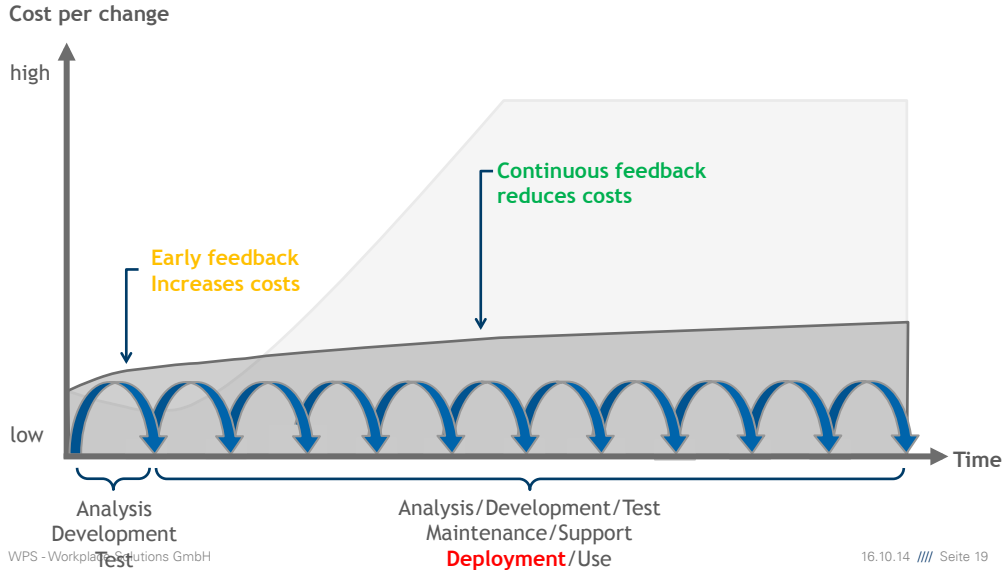 Cost per change
high
Continuous feedback
reduces costs
Early feedback
Increases costs
low
Time
Analysis
Development
Test
Analysis/Development/Test
Maintenance/Support
Deployment/Use
WPS - Workplace Solutions GmbH
16.10.14 //// Seite 19